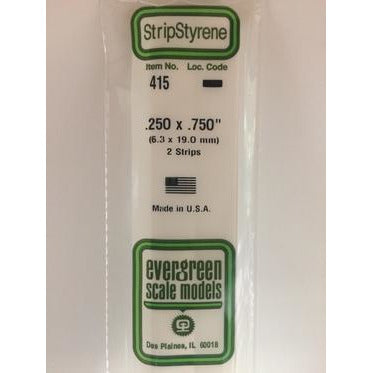 StripStyrene
Item No. Loc. Code
415
.250 x .750"
(6.3 x 19.0 mm)
2 Strips
Made in U.S.A.
evergreen
scale models
Des Plaines, IL 60018